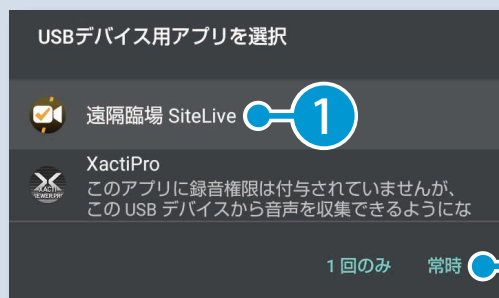 USBデバイス用アプリを選択
遠隔臨場 SiteLive
1
XactiPro
このアプリに録音権限は付与されていませんが、
この USB デバイスから音声を収集できるようにな
1 回のみ 常時